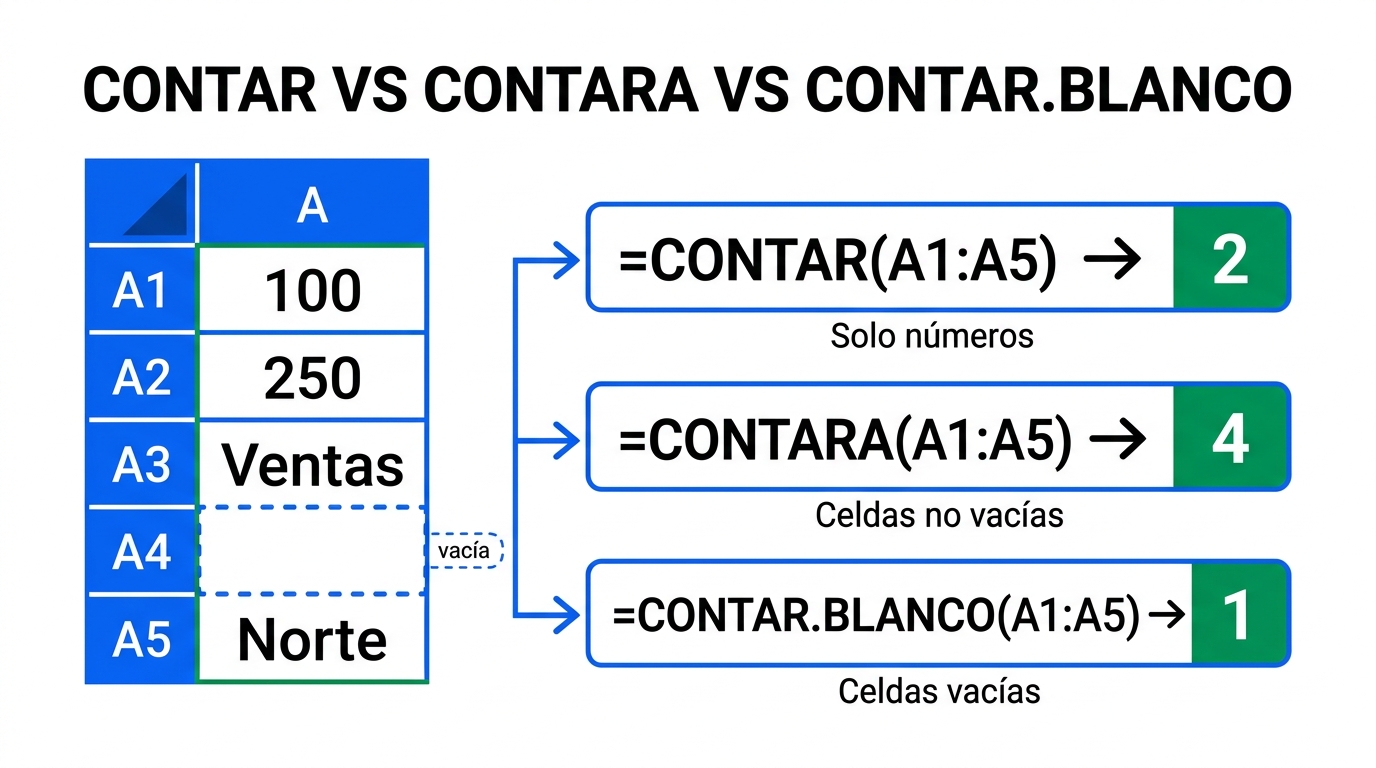 CONTAR VS CONTARA VS CONTAR.BLANCO
A
A1 100
A2 250
A3 Ventas
A4
vacía
A5 Norte
=CONTAR(A1:A5) → 2
Solo números
=CONTARA(A1:A5) → 4
Celdas no vacías
=CONTAR.BLANCO(A1:A5) → 1
Celdas vacías